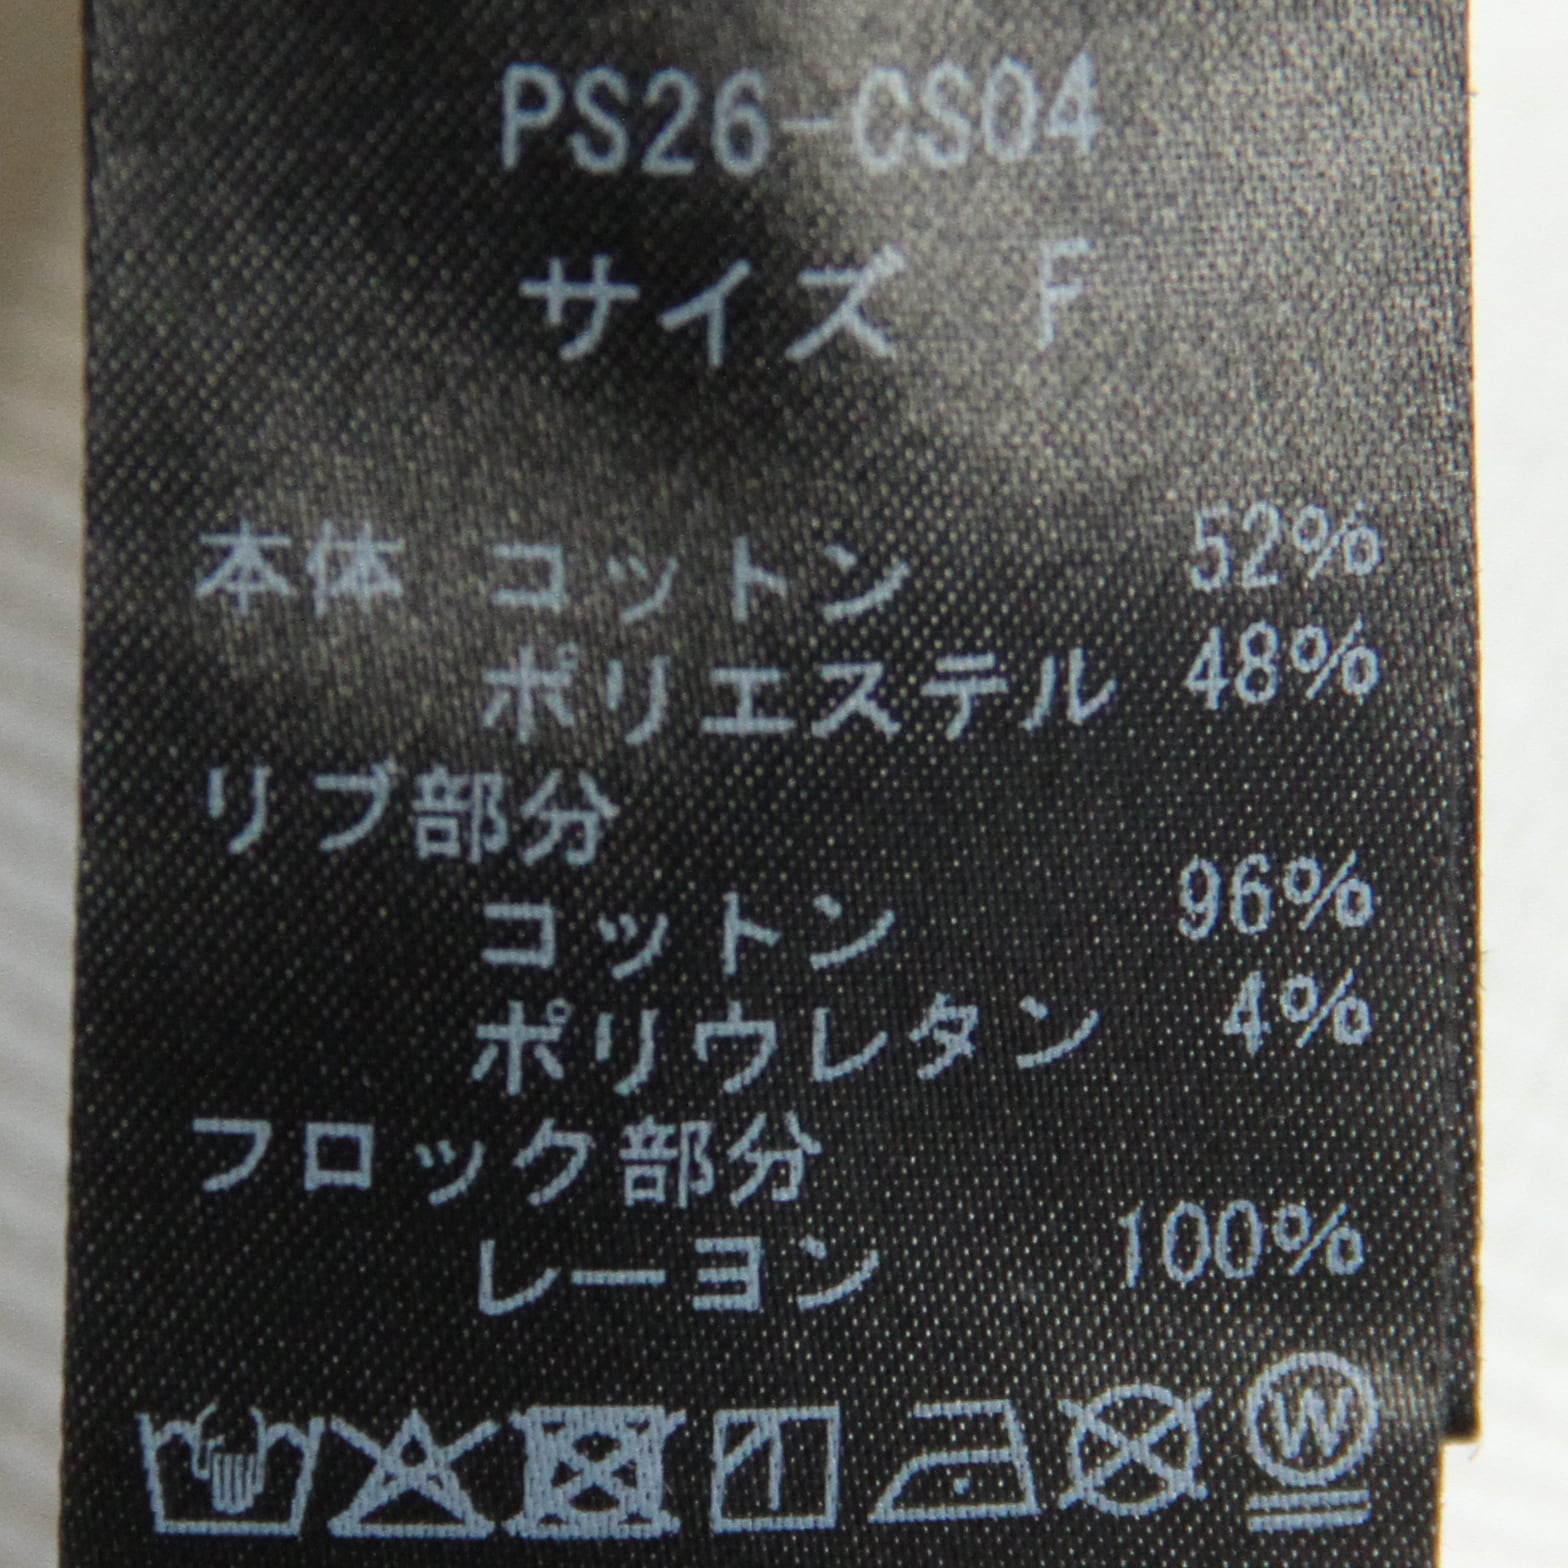 PS26-CS04
サイズ F
本体 コットン 52%
ポリエステル 48%
リブ部分
コットン 96%
ポリウレタン 4%
フロック部分
レーヨン 100%
W